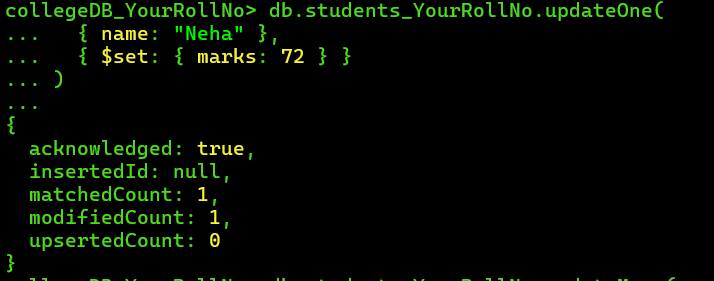 collegeDB_YourRollNo> db.students_YourRollNo.updateOne(
...   { name: "Neha" },
...   { $set: { marks: 72 } }
... )
...
{
  acknowledged: true,
  insertedId: null,
  matchedCount: 1,
  modifiedCount: 1,
  upsertedCount: 0
}